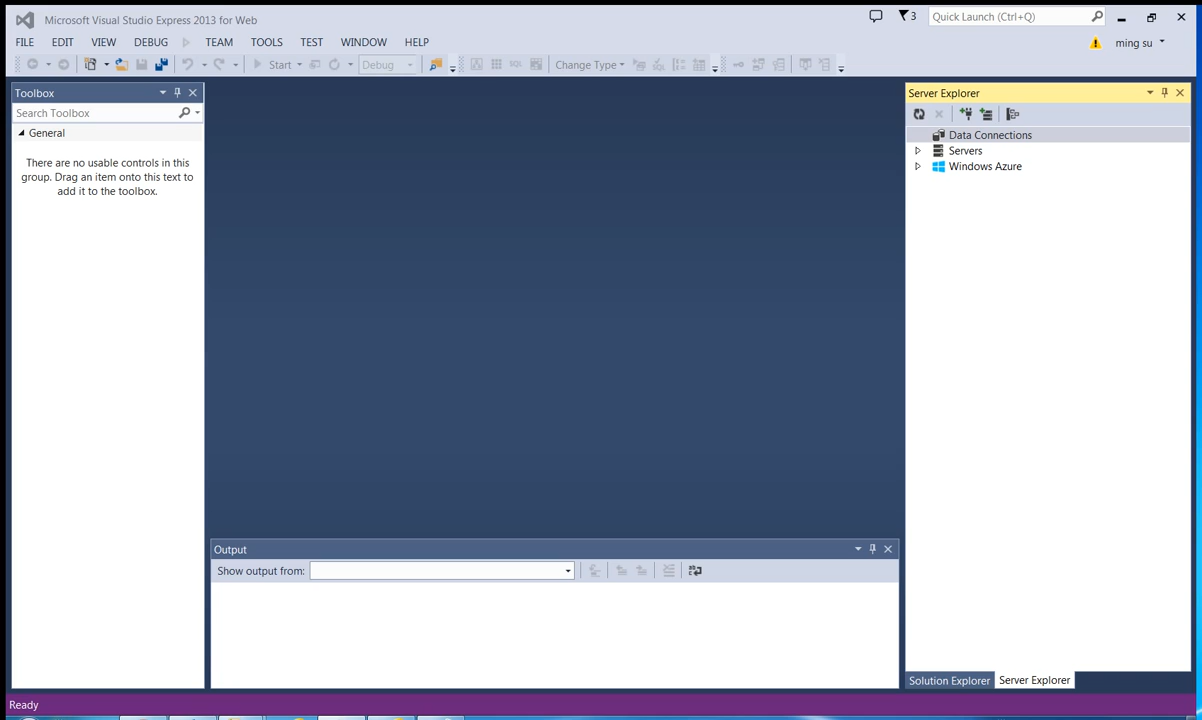 Microsoft Visual Studio Express 2013 for Web
3
Quick Launch (Ctrl+Q)
FILE EDIT VIEW DEBUG TEAM TOOLS TEST WINDOW HELP
ming su
Start Debug Change Type
Toolbox
Search Toolbox
General
There are no usable controls in this
group. Drag an item onto this text to
add it to the toolbox.
Output
Show output from:
Server Explorer
Data Connections
Servers
Windows Azure
Solution Explorer Server Explorer
Ready